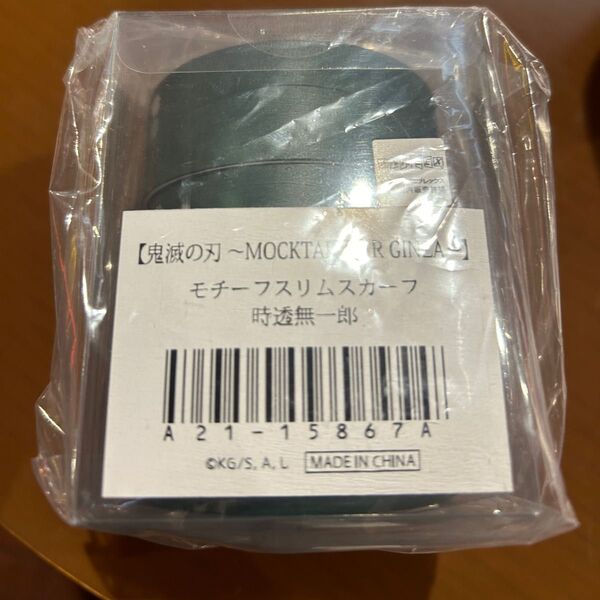 【鬼滅の刃 ～MOCKTAIL BAR GINZA～】
モチーフスリムスカーフ
時透無一郎
A21-15867A
©KG/S, A, L MADE IN CHINA